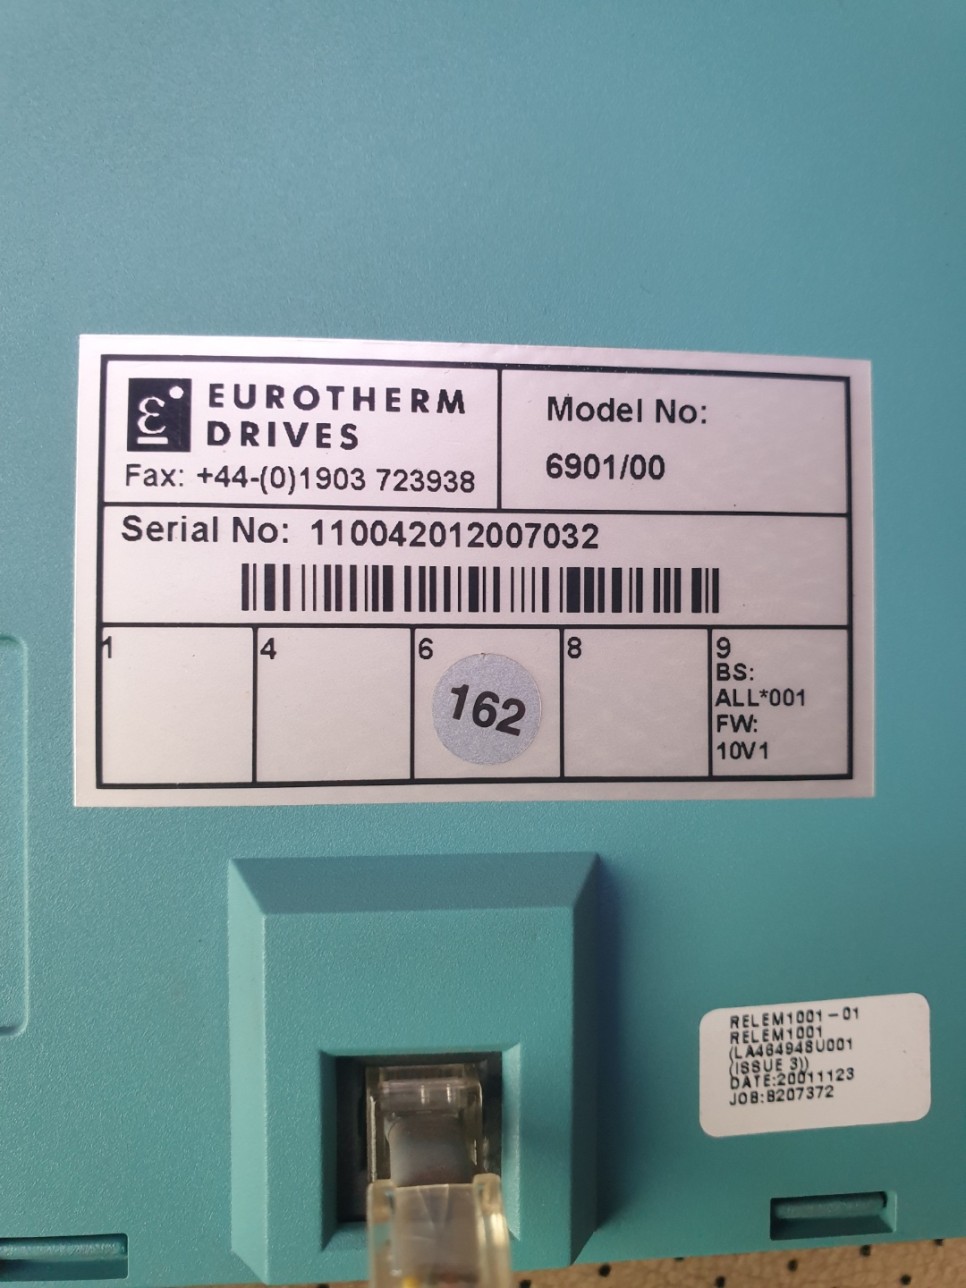 EUROTHERM
DRIVES
Fax: +44-(0)1903 723938
Model No:
6901/00
Serial No: 110042012007032
1
4
6
162
8
9
BS:
ALL*001
FW:
10V1
RELEM1001-01
RELEM1001
(LA464948U001
(ISSUE 3))
DATE:20011123
JOB:8207372